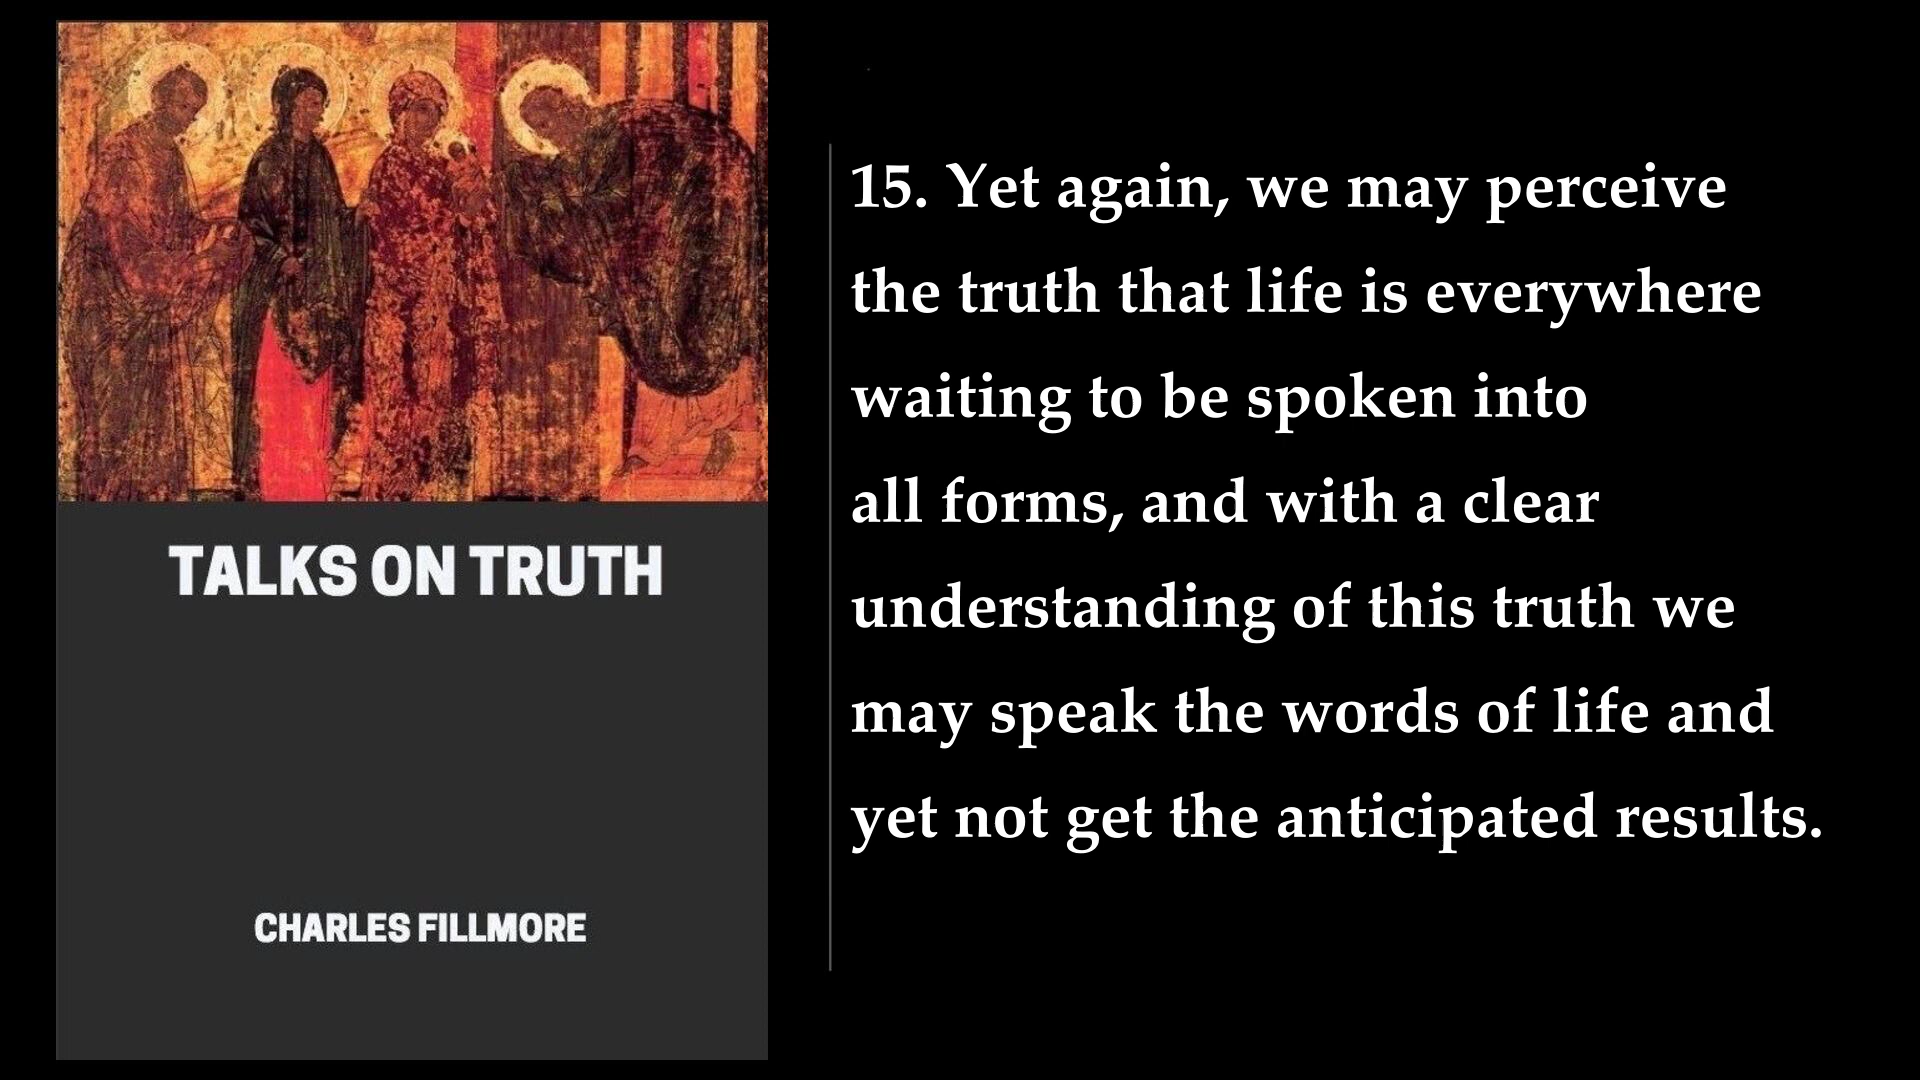 TALKS ON TRUTH
CHARLES FILLMORE
15. Yet again, we may perceive
the truth that life is everywhere
waiting to be spoken into
all forms, and with a clear
understanding of this truth we
may speak the words of life and
yet not get the anticipated results.